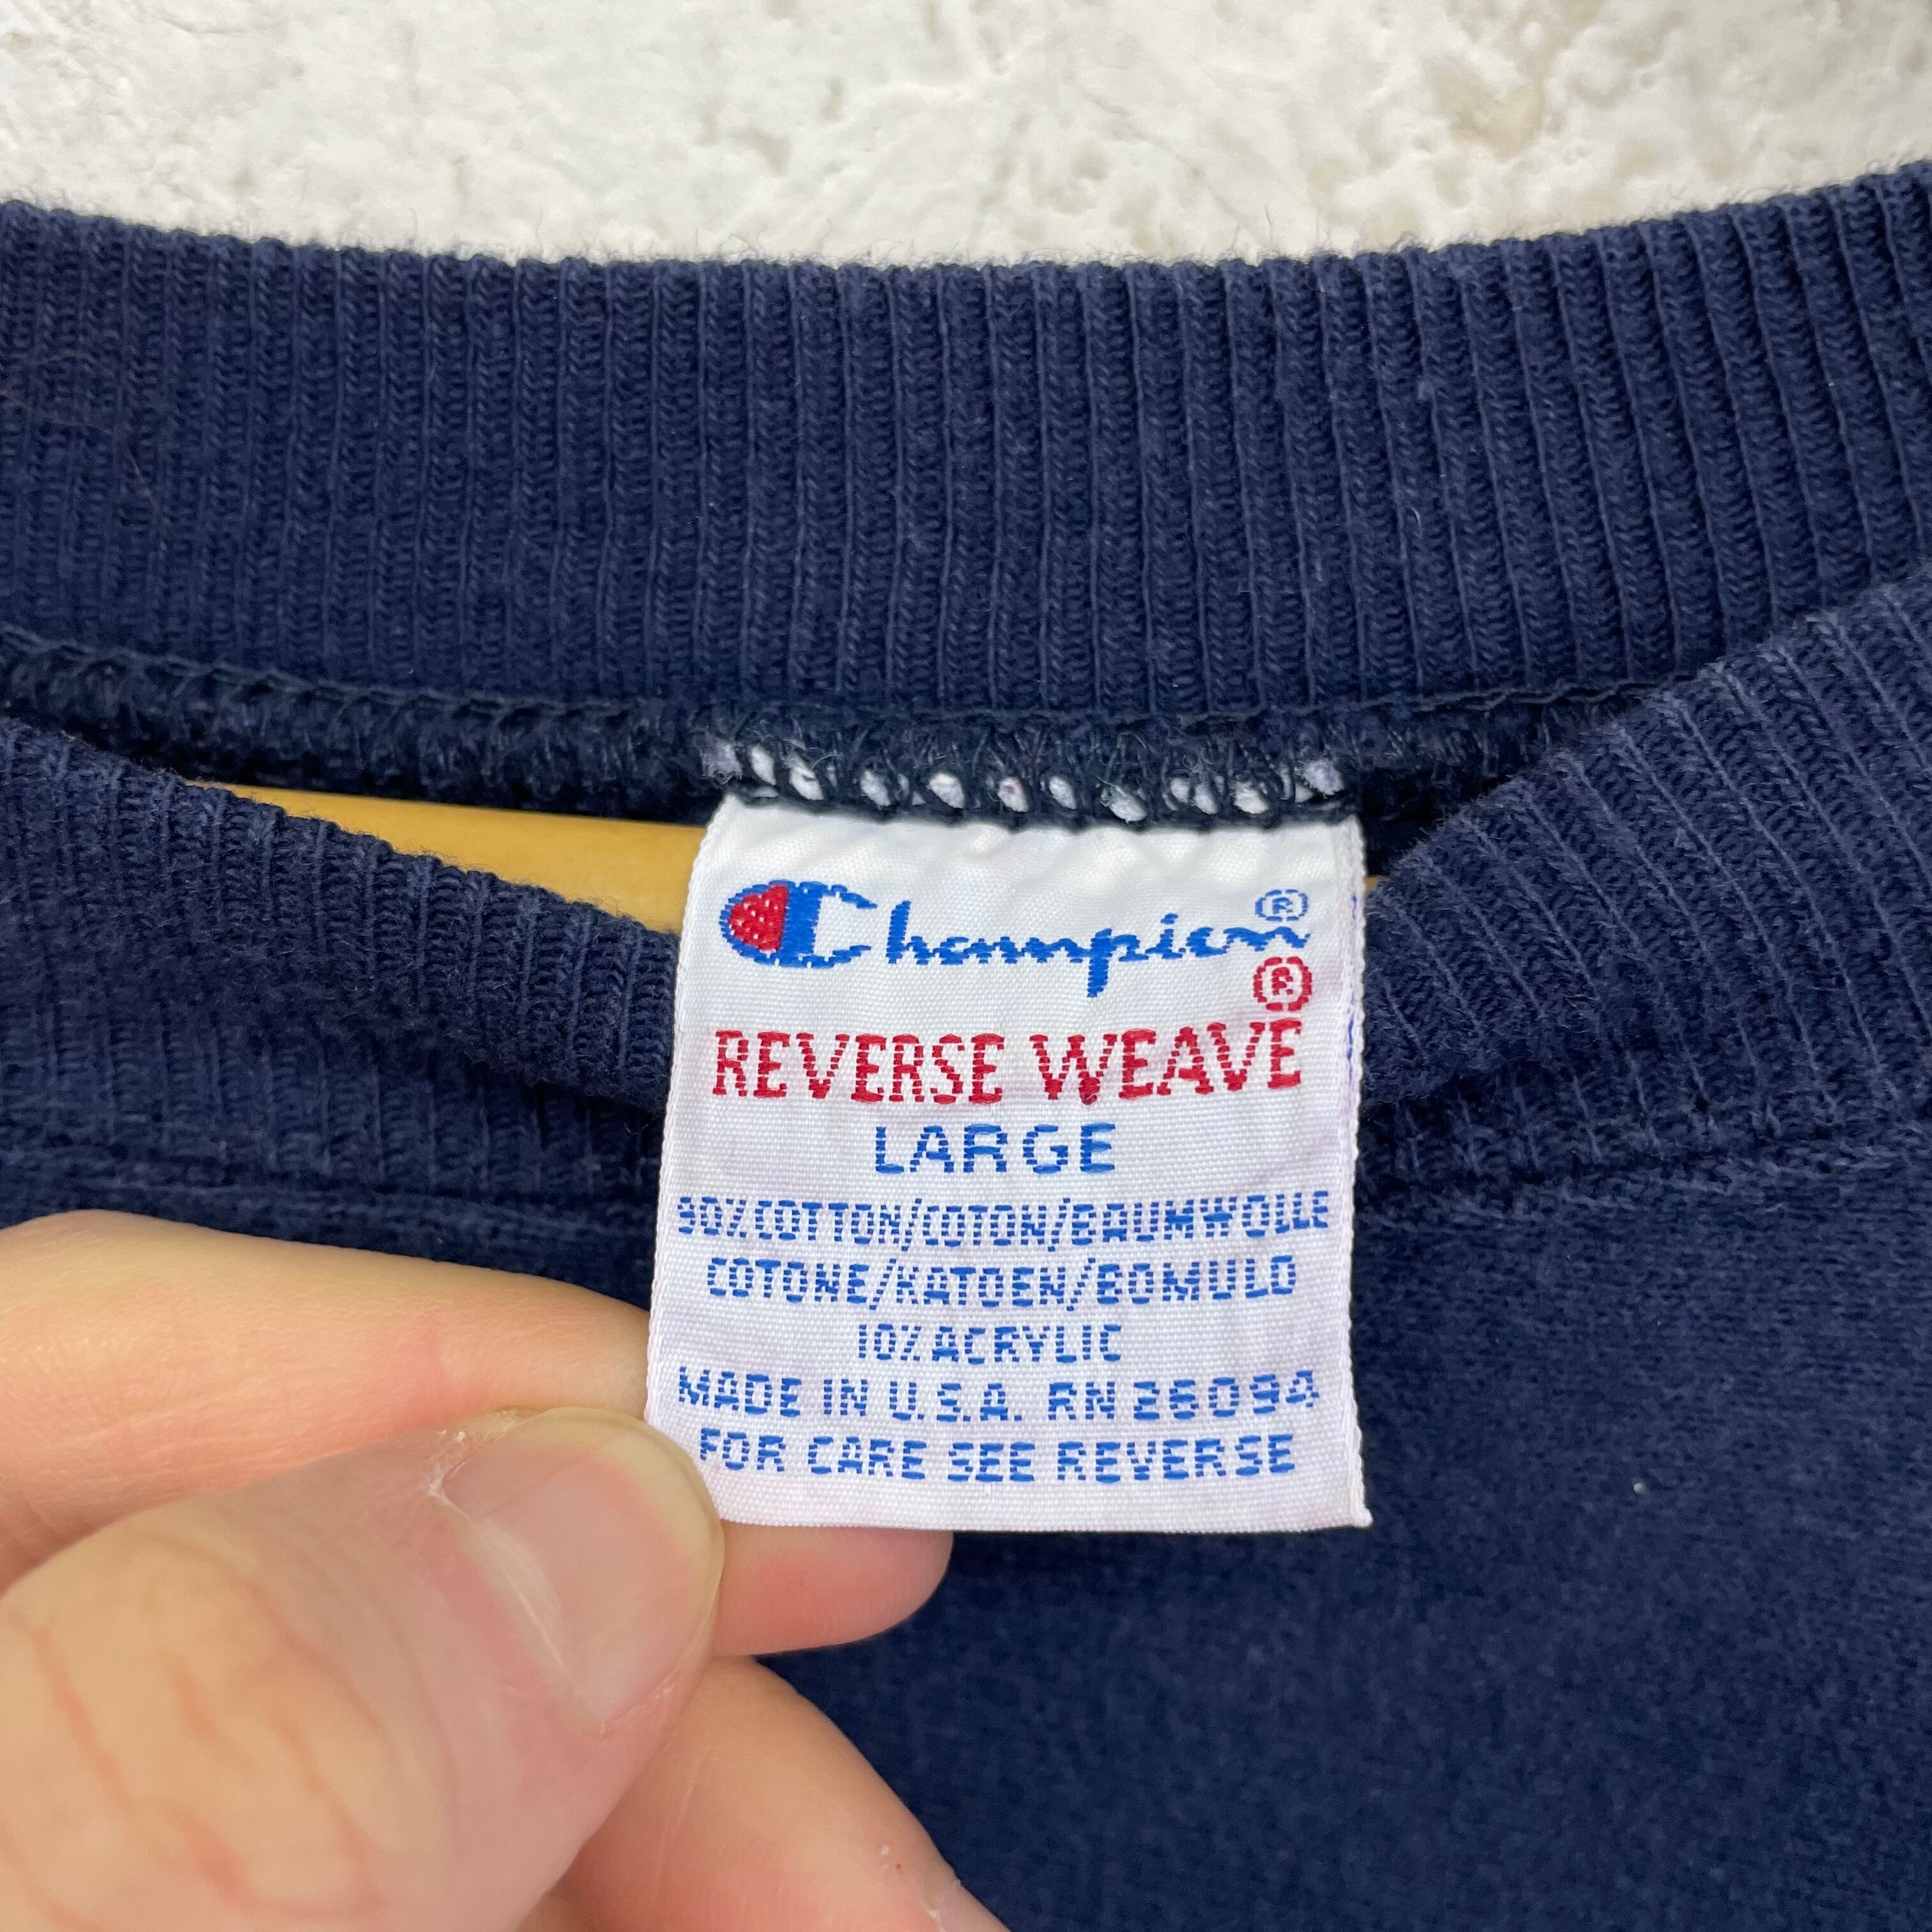 Champion®
®
REVERSE WEAVE
LARGE
90% COTTON/COTON/BAUMWOLLE
COTONE/KATOEN/BOMULD
10% ACRYLIC
MADE IN U.S.A. RN 26094
FOR CARE SEE REVERSE